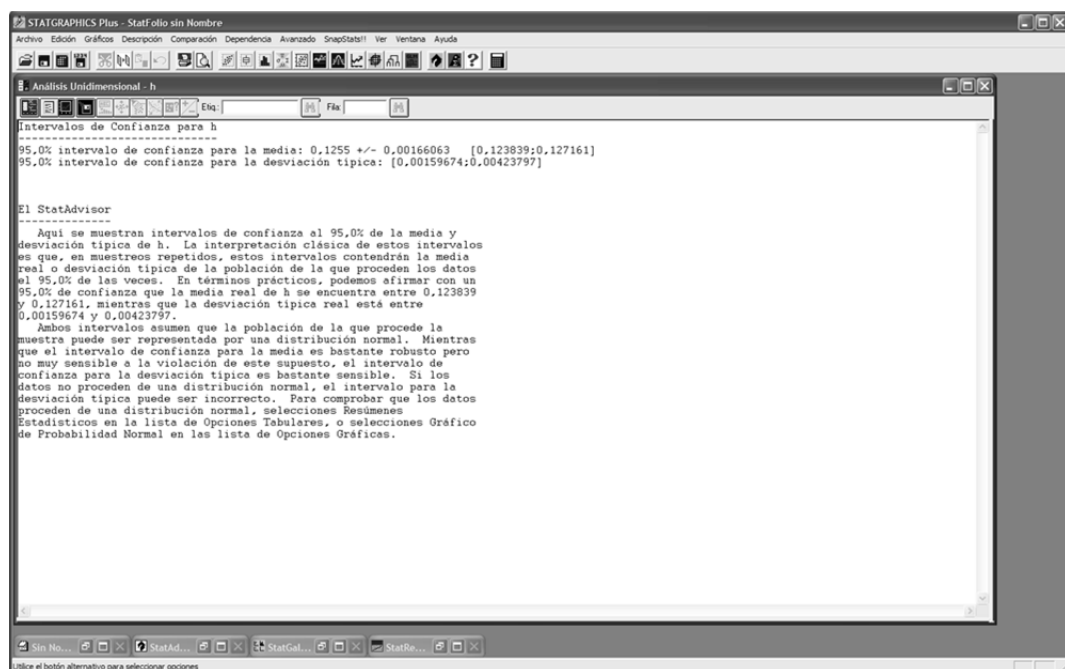 STATGRAPHICS Plus - StatFolio sin Nombre
Archivo Edición Gráficos Descripción Comparación Dependencia Avanzado SnapStats!! Ver Ventana Ayuda
Análisis Unidimensional - h
Etiq.: Fila:
Intervalos de Confianza para h
-------------------------------
95,0% intervalo de confianza para la media: 0,1255 +/- 0,00166063 [0,123839;0,127161]
95,0% intervalo de confianza para la desviación típica: [0,00159674;0,00423797]
El StatAdvisor
--------------
Aquí se muestran intervalos de confianza al 95,0% de la media y
desviación típica de h. La interpretación clásica de estos intervalos
es que, en muestreos repetidos, estos intervalos contendrán la media
real o desviación típica de la población de la que proceden los datos
el 95,0% de las veces. En términos prácticos, podemos afirmar con un
95,0% de confianza que la media real de h se encuentra entre 0,123839
y 0,127161, mientras que la desviación típica real está entre
0,00159674 y 0,00423797.
Ambos intervalos asumen que la población de la que procede la
muestra puede ser representada por una distribución normal. Mientras
que el intervalo de confianza para la media es bastante robusto pero
no muy sensible a la violación de este supuesto, el intervalo de
confianza para la desviación típica es bastante sensible. Si los
datos no proceden de una distribución normal, el intervalo para la
desviación típica puede ser incorrecto. Para comprobar que los datos
proceden de una distribución normal, selecciones Resúmenes
Estadísticos en la lista de Opciones Tabulares, o selecciones Gráfico
de Probabilidad Normal en las lista de Opciones Gráficas.
Sin No... StatAd... StatGal... StatRe...
Utilice el botón alternativo para seleccionar opciones